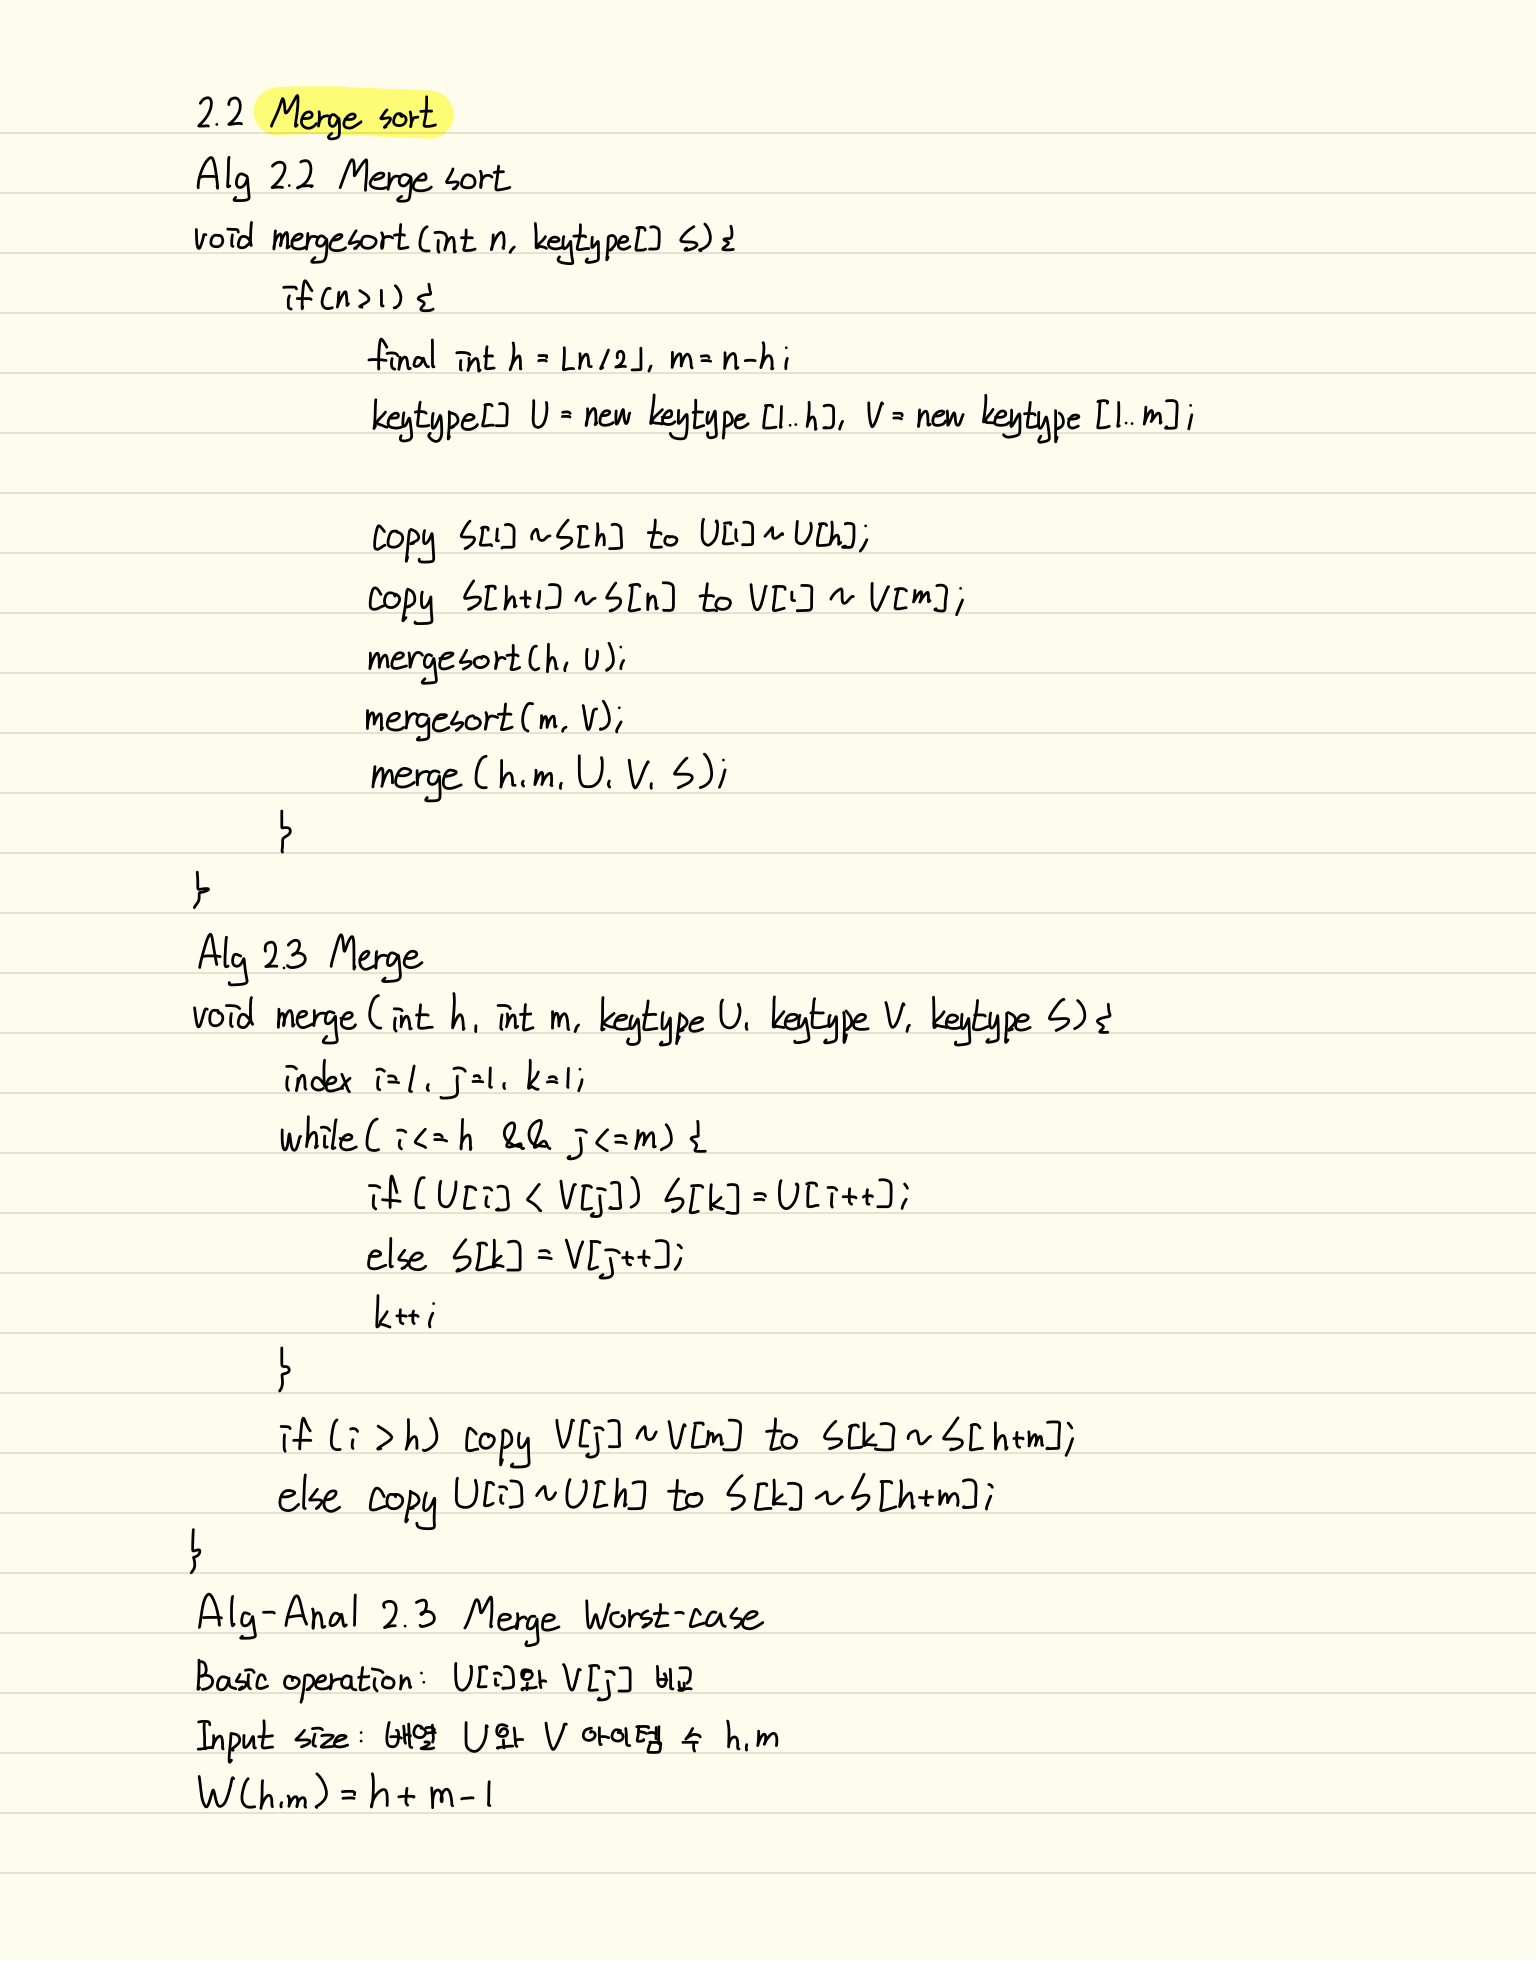 2.2 Merge sort
Alg 2.2 Merge sort
void mergesort(int n, keytype[] S){
if(n>1){
final int h = ⌊n/2⌋, m=n-h;
keytype[] U = new keytype[1..h], V = new keytype[1..m];
copy S[1]~S[h] to U[1]~U[h];
copy S[h+1]~S[n] to V[1]~V[m];
mergesort(h, U);
mergesort(m, V);
merge(h, m, U, V, S);
}
}
Alg 2.3 Merge
void merge(int h, int m, keytype U, keytype V, keytype S){
index i=1, j=1, k=1;
while( i<=h && j<=m) {
if(U[i] < V[j]) S[k]=U[i++];
else S[k] = V[j++];
k++;
}
if (i>h) copy V[j]~V[m] to S[k]~S[h+m];
else copy U[i]~U[h] to S[k]~S[h+m];
}
Alg-Anal 2.3 Merge Worst-case
Basic operation: U[i]와 V[j] 비교
Input size: 배열 U와 V 아이템 수 h, m
W(h,m) = h+m-1